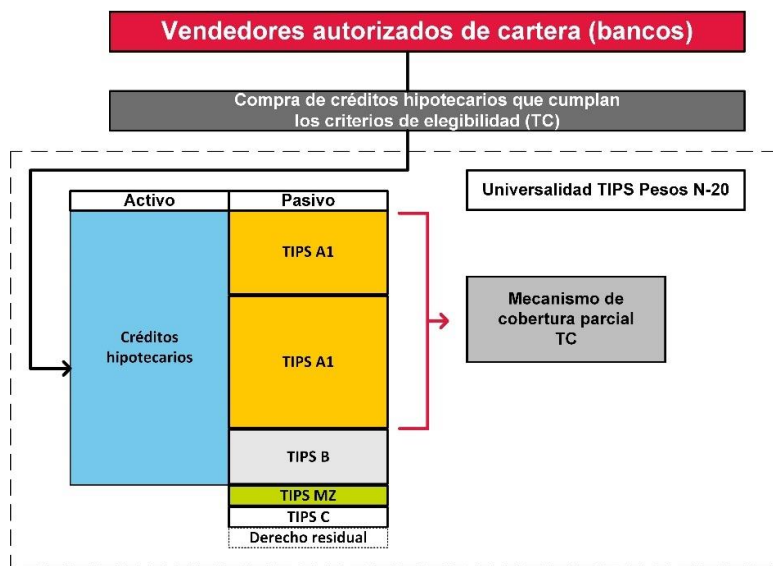 Vendedores autorizados de cartera (bancos)
Compra de créditos hipotecarios que cumplan
los criterios de elegibilidad (TC)
Universalidad TIPS Pesos N-20
Activo
Pasivo
Créditos
hipotecarios
TIPS A1
TIPS A1
TIPS B
TIPS MZ
TIPS C
Derecho residual
Mecanismo de
cobertura parcial
TC